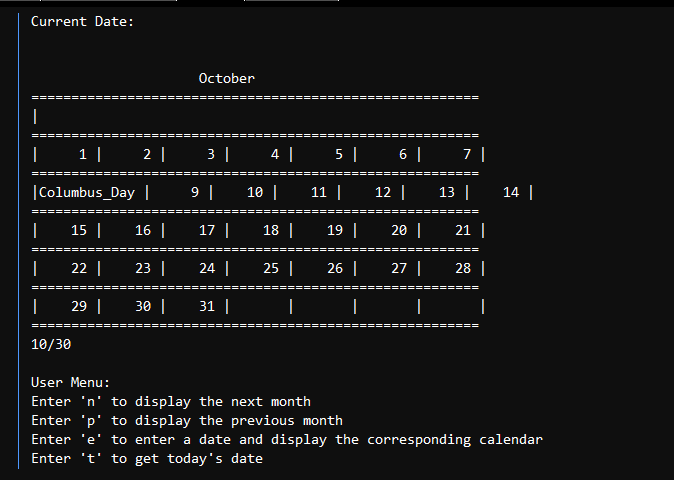 Current Date:
October
========================================================
|
========================================================
|     1 |     2 |     3 |     4 |     5 |     6 |     7 |
========================================================
|Columbus_Day |     9 |    10 |    11 |    12 |    13 |    14 |
========================================================
|    15 |    16 |    17 |    18 |    19 |    20 |    21 |
========================================================
|    22 |    23 |    24 |    25 |    26 |    27 |    28 |
========================================================
|    29 |    30 |    31 |       |       |       |       |
========================================================
10/30
User Menu:
Enter 'n' to display the next month
Enter 'p' to display the previous month
Enter 'e' to enter a date and display the corresponding calendar
Enter 't' to get today's date